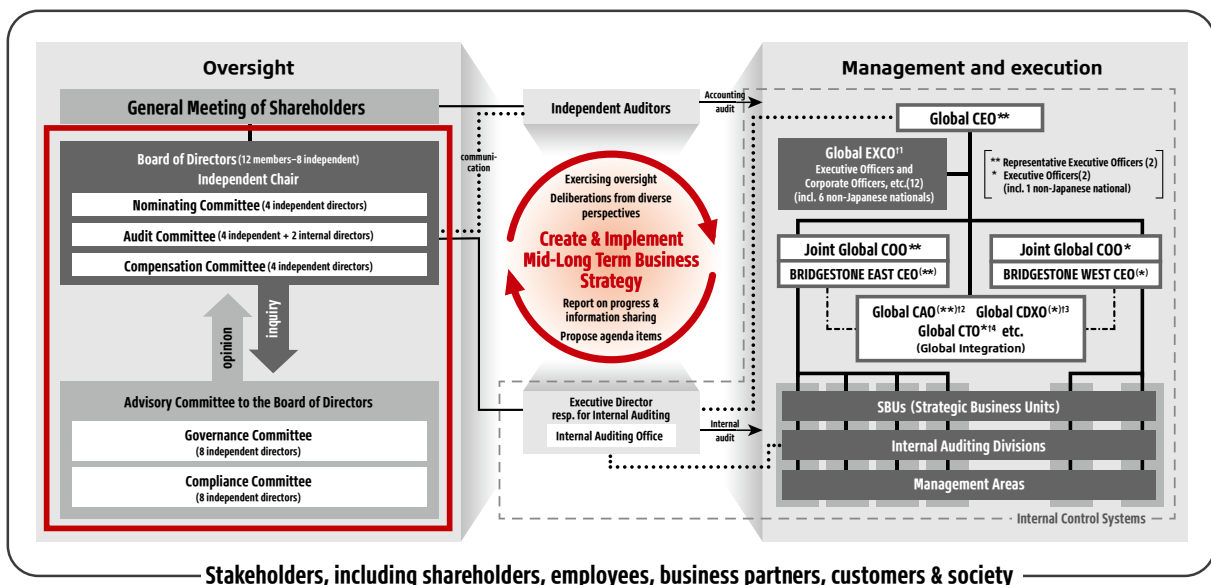 Oversight
General Meeting of Shareholders
Board of Directors (12 members–8 independent)
Independent Chair
Nominating Committee (4 independent directors)
Audit Committee (4 independent + 2 internal directors)
Compensation Committee (4 independent directors)
opinion
inquiry
Advisory Committee to the Board of Directors
Governance Committee
(8 independent directors)
Compliance Committee
(8 independent directors)
communi-
cation
Independent Auditors
Accounting
audit
Exercising oversight
Deliberations from diverse
perspectives
Create & Implement
Mid-Long Term Business
Strategy
Report on progress &
information sharing
Propose agenda items
Executive Director
resp. for Internal Auditing
Internal Auditing Office
Internal
audit
Management and execution
Global CEO**
Global EXCO†1
Executive Officers and
Corporate Officers, etc.(12)
(incl. 6 non-Japanese nationals)
** Representative Executive Officers (2)
* Executive Officers(2)
(incl. 1 non-Japanese national)
Joint Global COO**
BRIDGESTONE EAST CEO(**)
Joint Global COO*
BRIDGESTONE WEST CEO(*)
Global CAO(**)†2 Global CDXO(*)†3
Global CTO*†4 etc.
(Global Integration)
SBUs (Strategic Business Units)
Internal Auditing Divisions
Management Areas
Internal Control Systems
Stakeholders, including shareholders, employees, business partners, customers & society